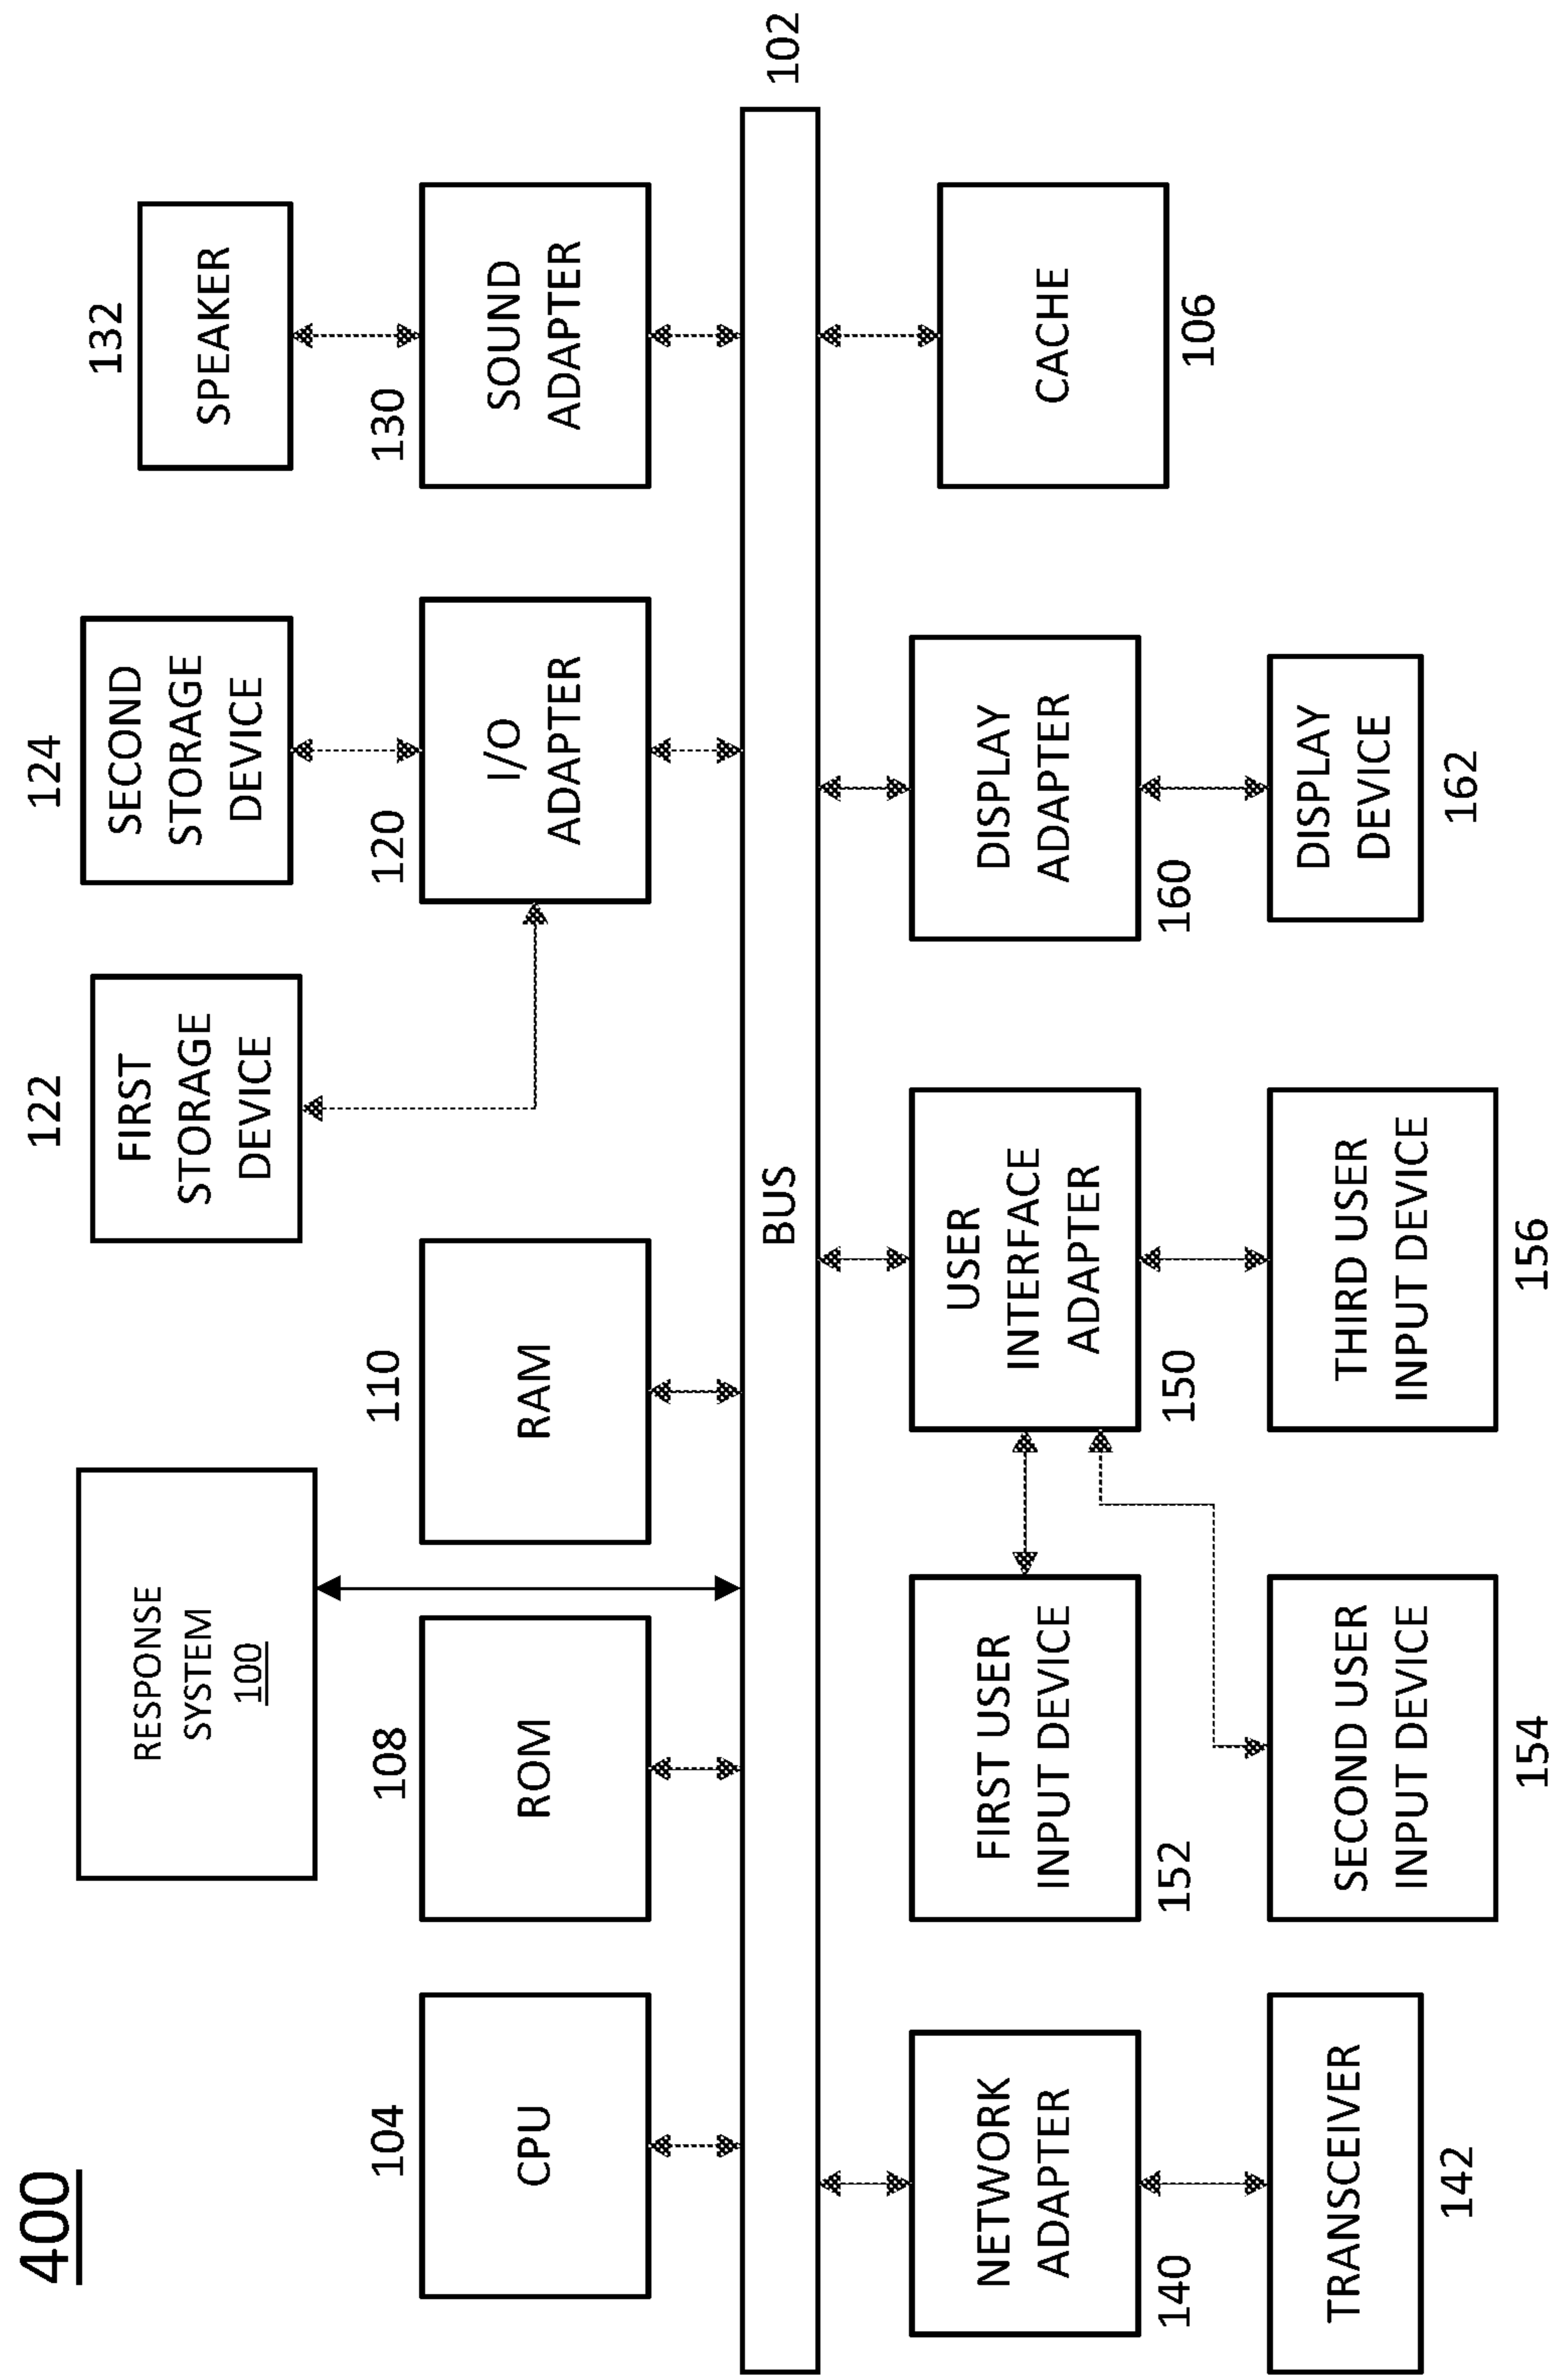 400
RESPONSE
SYSTEM
100
122
FIRST
STORAGE
DEVICE
124
SECOND
STORAGE
DEVICE
132
SPEAKER
104
CPU
108
ROM
110
RAM
120
I/O
ADAPTER
130
SOUND
ADAPTER
BUS
102
NETWORK
ADAPTER
140
FIRST USER
INPUT DEVICE
152
USER
INTERFACE
ADAPTER
150
DISPLAY
ADAPTER
160
CACHE
106
TRANSCEIVER
142
SECOND USER
INPUT DEVICE
154
THIRD USER
INPUT DEVICE
156
DISPLAY
DEVICE
162